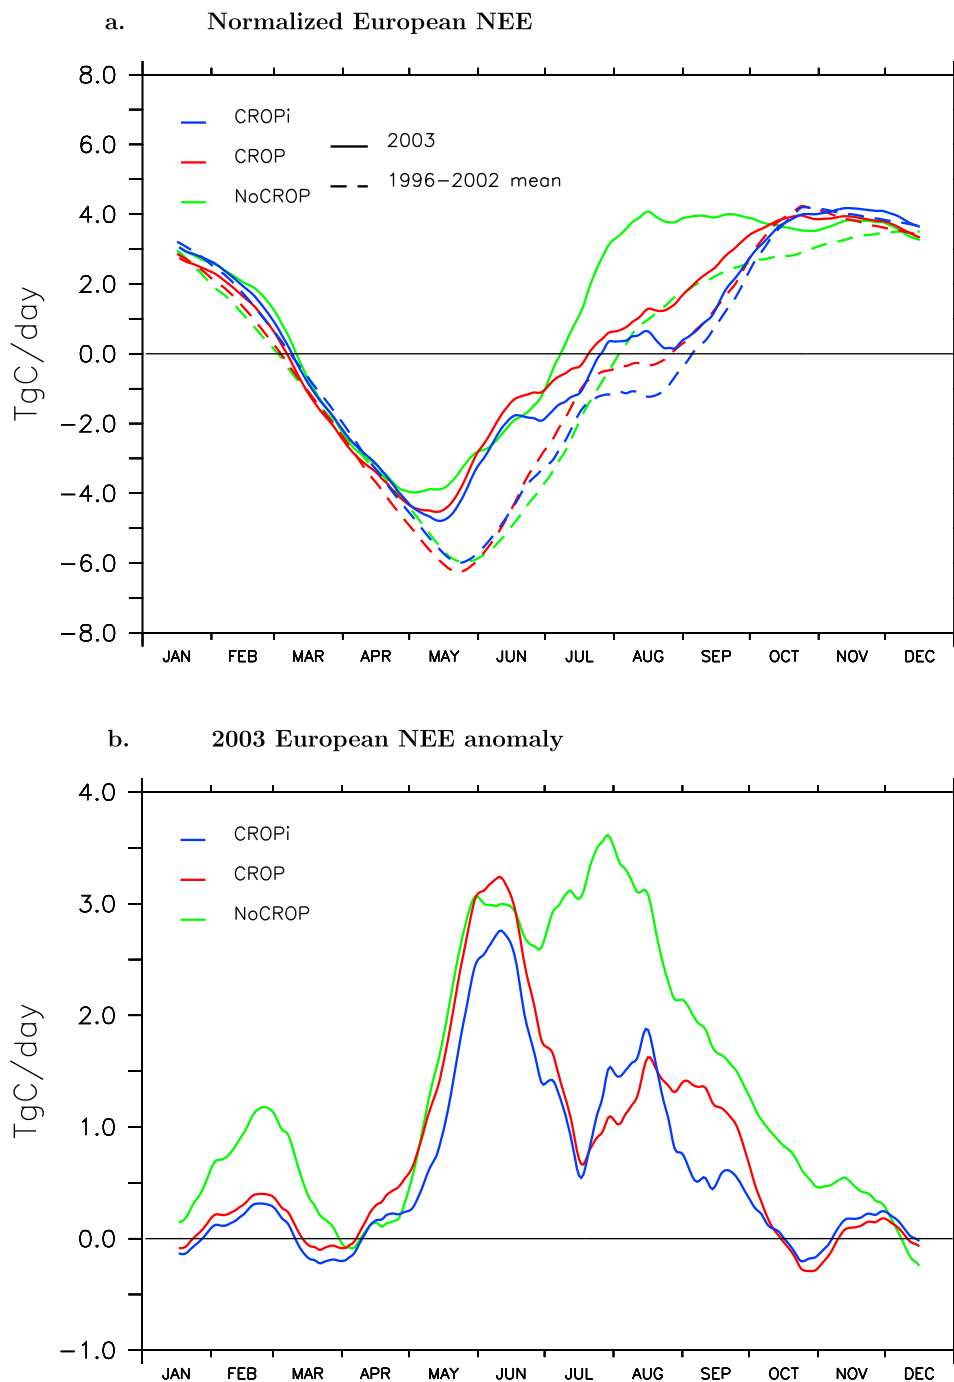 a. Normalized European NEE
8.0
6.0
4.0
2.0
0.0
−2.0
−4.0
−6.0
−8.0
TgC/day
CROPi
CROP
NoCROP
2003
1996−2002 mean
JAN FEB MAR APR MAY JUN JUL AUG SEP OCT NOV DEC
b. 2003 European NEE anomaly
4.0
3.0
2.0
1.0
0.0
−1.0
TgC/day
CROPi
CROP
NoCROP
JAN FEB MAR APR MAY JUN JUL AUG SEP OCT NOV DEC